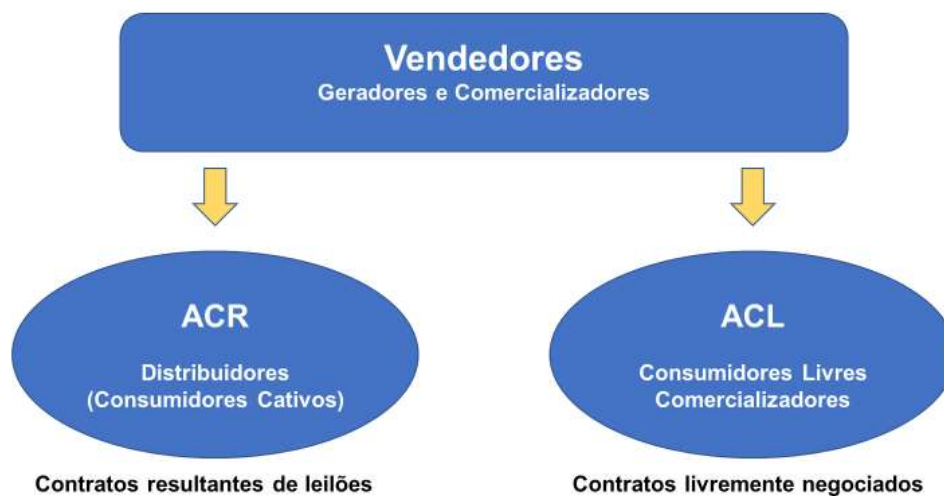 Vendedores
Geradores e Comercializadores
ACR
Distribuidores
(Consumidores Cativos)
Contratos resultantes de leilões
ACL
Consumidores Livres
Comercializadores
Contratos livremente negociados